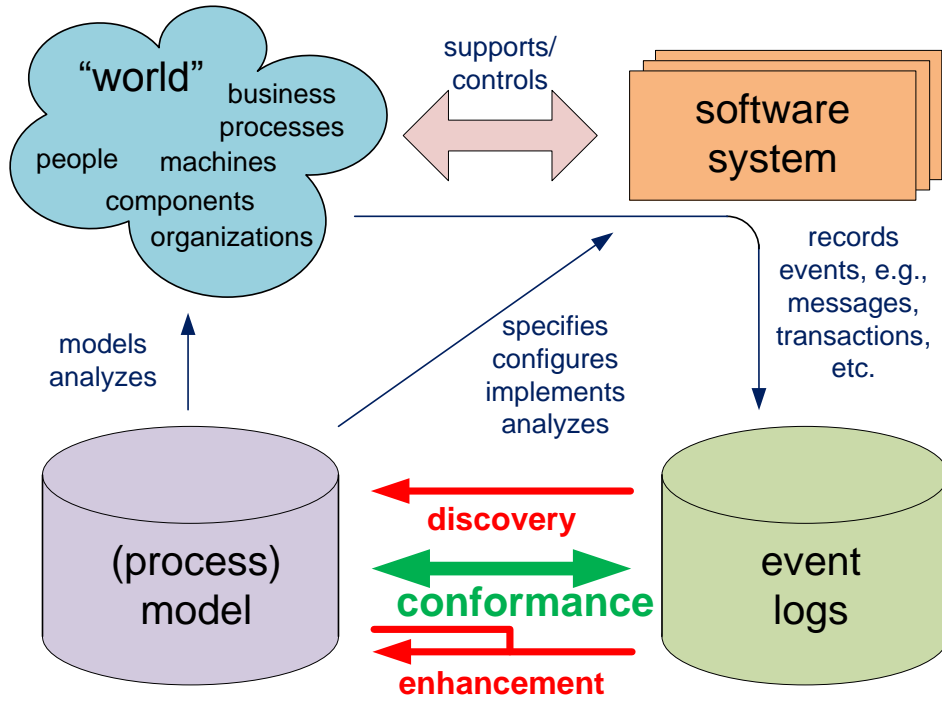 “world”
business
processes
people
machines
components
organizations
supports/
controls
software
system
records
events, e.g.,
messages,
transactions,
etc.
models
analyzes
specifies
configures
implements
analyzes
discovery
(process)
model
conformance
event
logs
enhancement